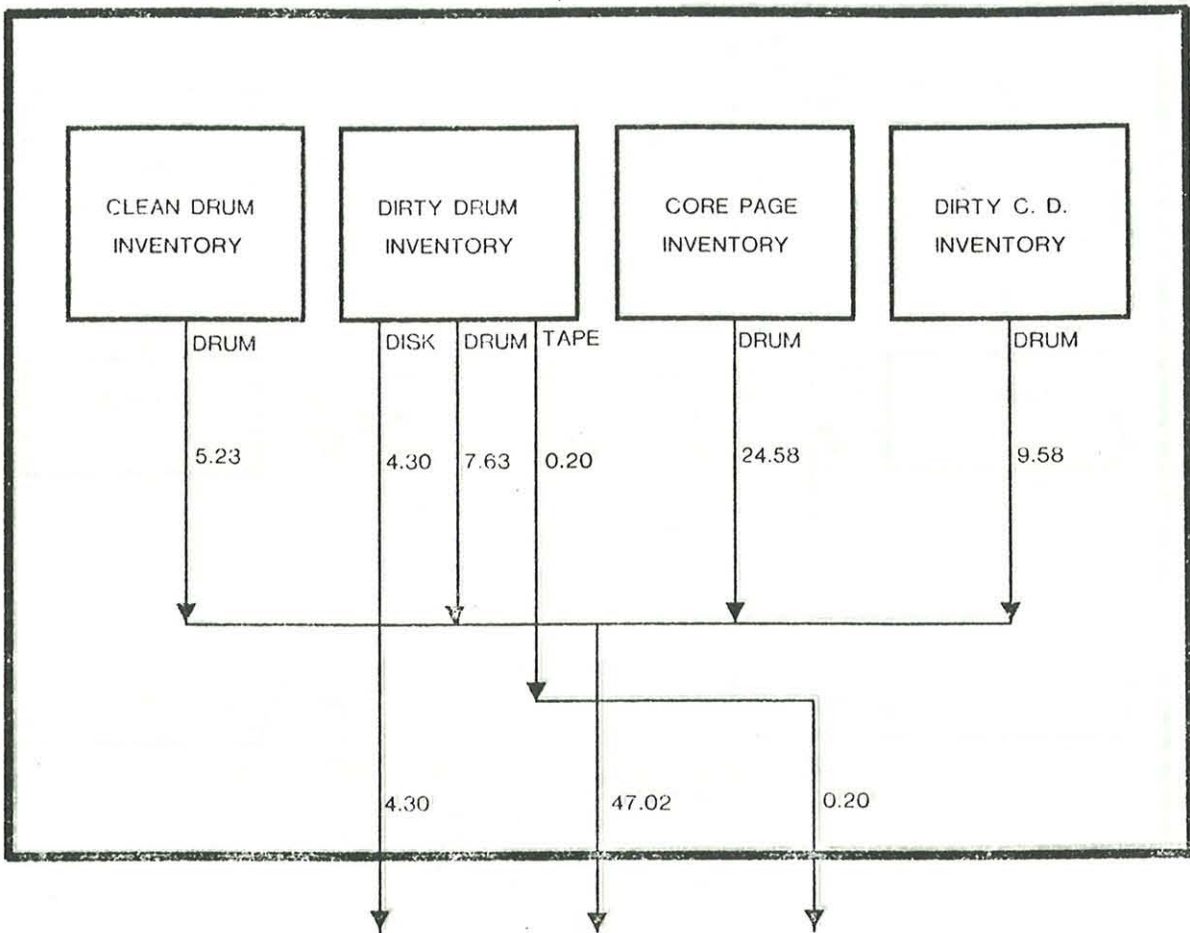 CLEAN DRUM
INVENTORY
DIRTY DRUM
INVENTORY
CORE PAGE
INVENTORY
DIRTY C. D.
INVENTORY
DRUM
DISK
DRUM
TAPE
DRUM
DRUM
5.23
4.30
7.63
0.20
24.58
9.58
4.30
47.02
0.20